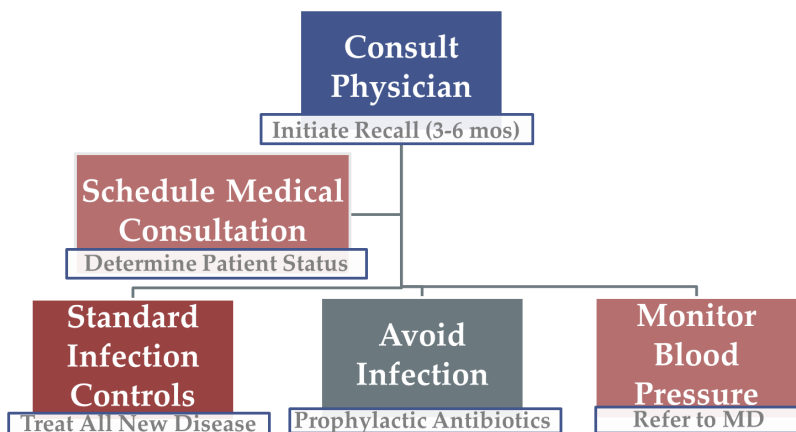 Consult
Physician
Initiate Recall (3-6 mos)
Schedule Medical
Consultation
Determine Patient Status
Standard
Infection
Controls
Treat All New Disease
Avoid
Infection
Prophylactic Antibiotics
Monitor
Blood
Pressure
Refer to MD